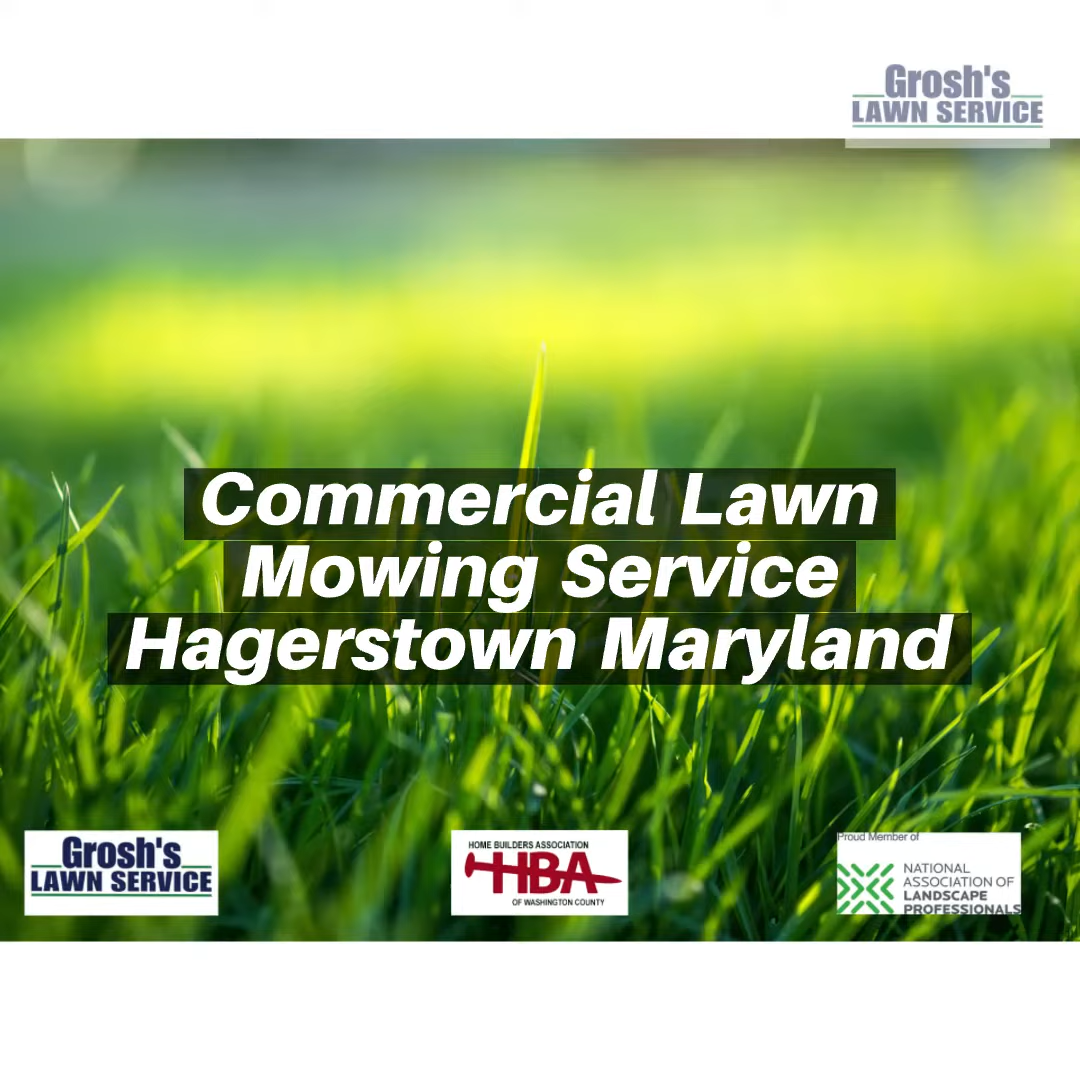 Grosh's
LAWN SERVICE
Commercial Lawn
Mowing Service
Hagerstown Maryland
Grosh's
LAWN SERVICE
HOME BUILDERS ASSOCIATION
HBA
OF WASHINGTON COUNTY
Proud Member of
NATIONAL
ASSOCIATION OF
LANDSCAPE
PROFESSIONALS